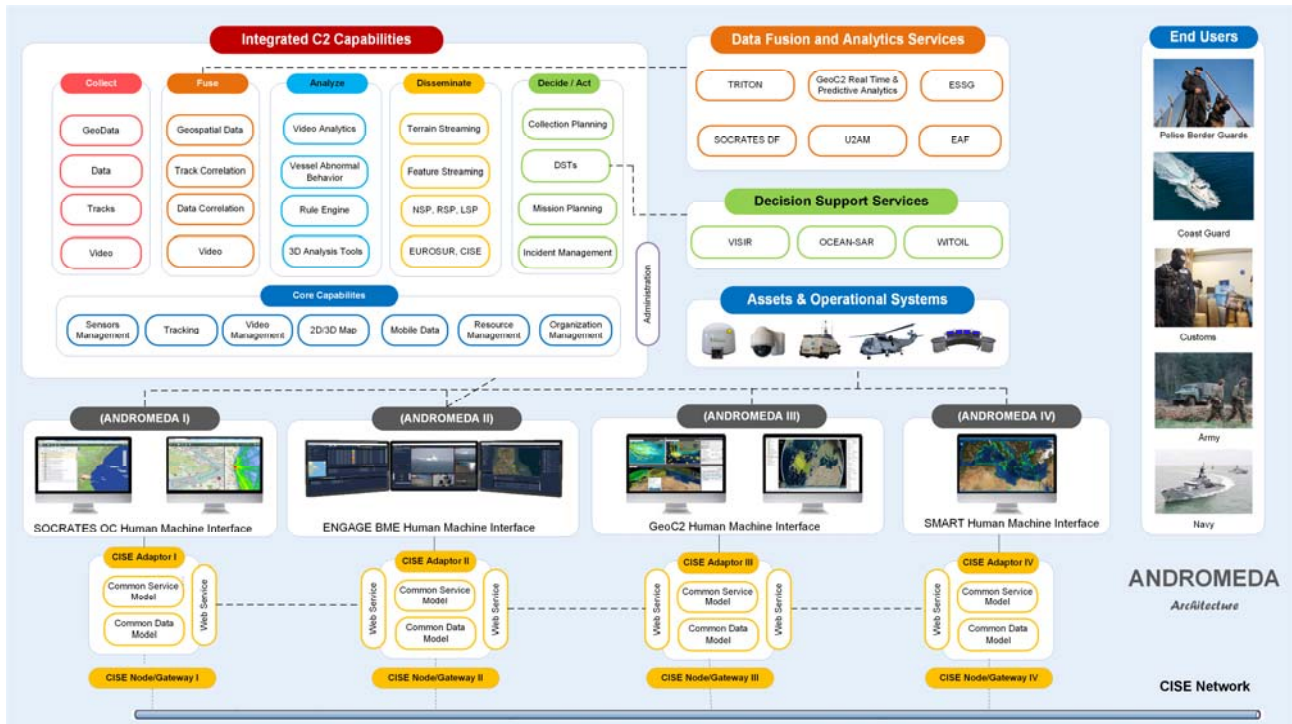 Integrated C2 Capabilities
Collect
GeoData
Data
Tracks
Video
Fuse
Geospatial Data
Track Correlation
Data Correlation
Video
Analyze
Video Analytics
Vessel Abnormal
Behavior
Rule Engine
3D Analysis Tools
Disseminate
Terrain Streaming
Feature Streaming
NSP, RSP, LSP
EUROSUR, CISE
Decide / Act
Collection Planning
DSTs
Mission Planning
Incident Management
Core Capabilites
Sensors
Management
Tracking
Video
Management
2D/3D Map
Mobile Data
Resource
Management
Organization
Management
Administration
Data Fusion and Analytics Services
TRITON
GeoC2 Real Time &
Predictive Analytics
ESSG
SOCRATES DF
U2AM
EAF
Decision Support Services
VISIR
OCEAN-SAR
WITOIL
Assets & Operational Systems
End Users
Police Border Guards
Coast Guard
Customs
Army
Navy
(ANDROMEDA I)
SOCRATES OC Human Machine Interface
(ANDROMEDA II)
ENGAGE BME Human Machine Interface
(ANDROMEDA III)
GeoC2 Human Machine Interface
(ANDROMEDA IV)
SMART Human Machine Interface
CISE Adaptor I
Common Service
Model
Common Data
Model
Web Service
Web Service
CISE Adaptor II
Common Service
Model
Common Data
Model
Web Service
Web Service
CISE Adaptor III
Common Service
Model
Common Data
Model
Web Service
Web Service
CISE Adaptor IV
Common Service
Model
Common Data
Model
CISE Node/Gateway I
CISE Node/Gateway II
CISE Node/Gateway III
CISE Node/Gateway IV
ANDROMEDA
Architecture
CISE Network